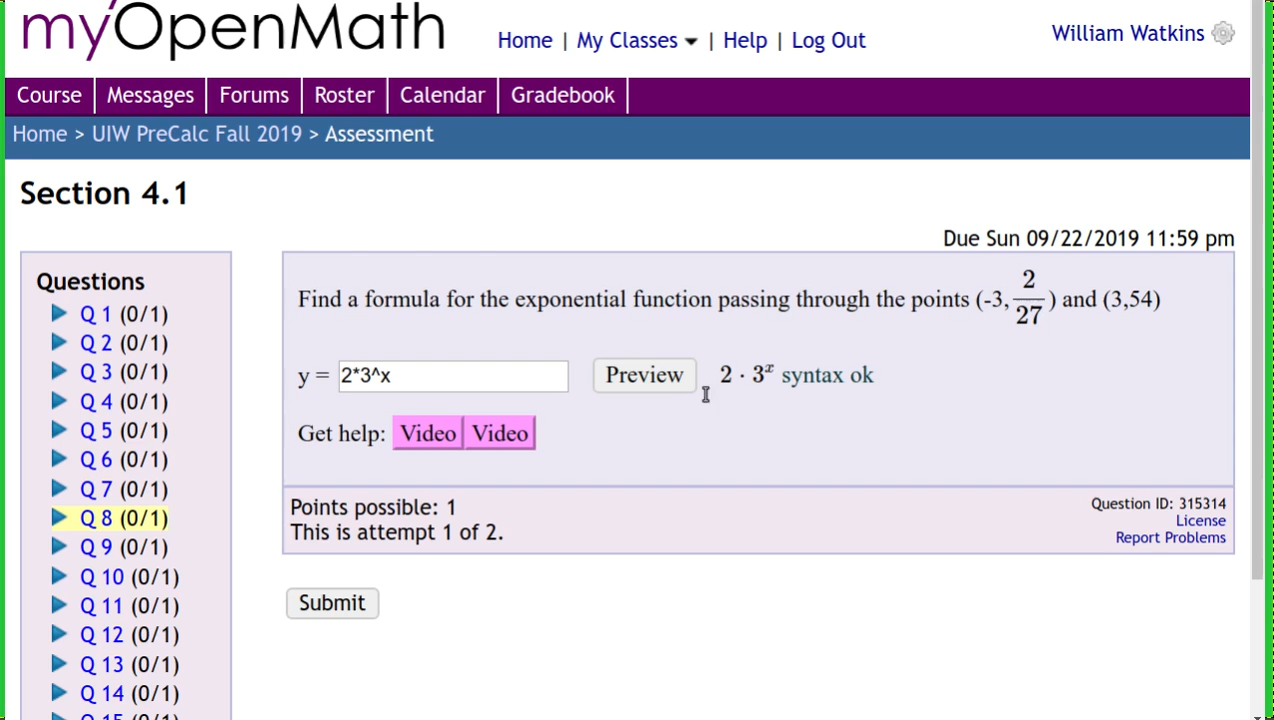 myOpenMath
Home | My Classes | Help | Log Out
William Watkins
Course Messages Forums Roster Calendar Gradebook
Home > UIW PreCalc Fall 2019 > Assessment
Section 4.1
Due Sun 09/22/2019 11:59 pm
Questions
Q 1 (0/1)
Q 2 (0/1)
Q 3 (0/1)
Q 4 (0/1)
Q 5 (0/1)
Q 6 (0/1)
Q 7 (0/1)
Q 8 (0/1)
Q 9 (0/1)
Q 10 (0/1)
Q 11 (0/1)
Q 12 (0/1)
Q 13 (0/1)
Q 14 (0/1)
Find a formula for the exponential function passing through the points (-3, 2/27) and (3,54)
y = 2*3^x Preview 2 · 3^x syntax ok
Get help: Video Video
Points possible: 1
This is attempt 1 of 2.
Question ID: 315314
License
Report Problems
Submit